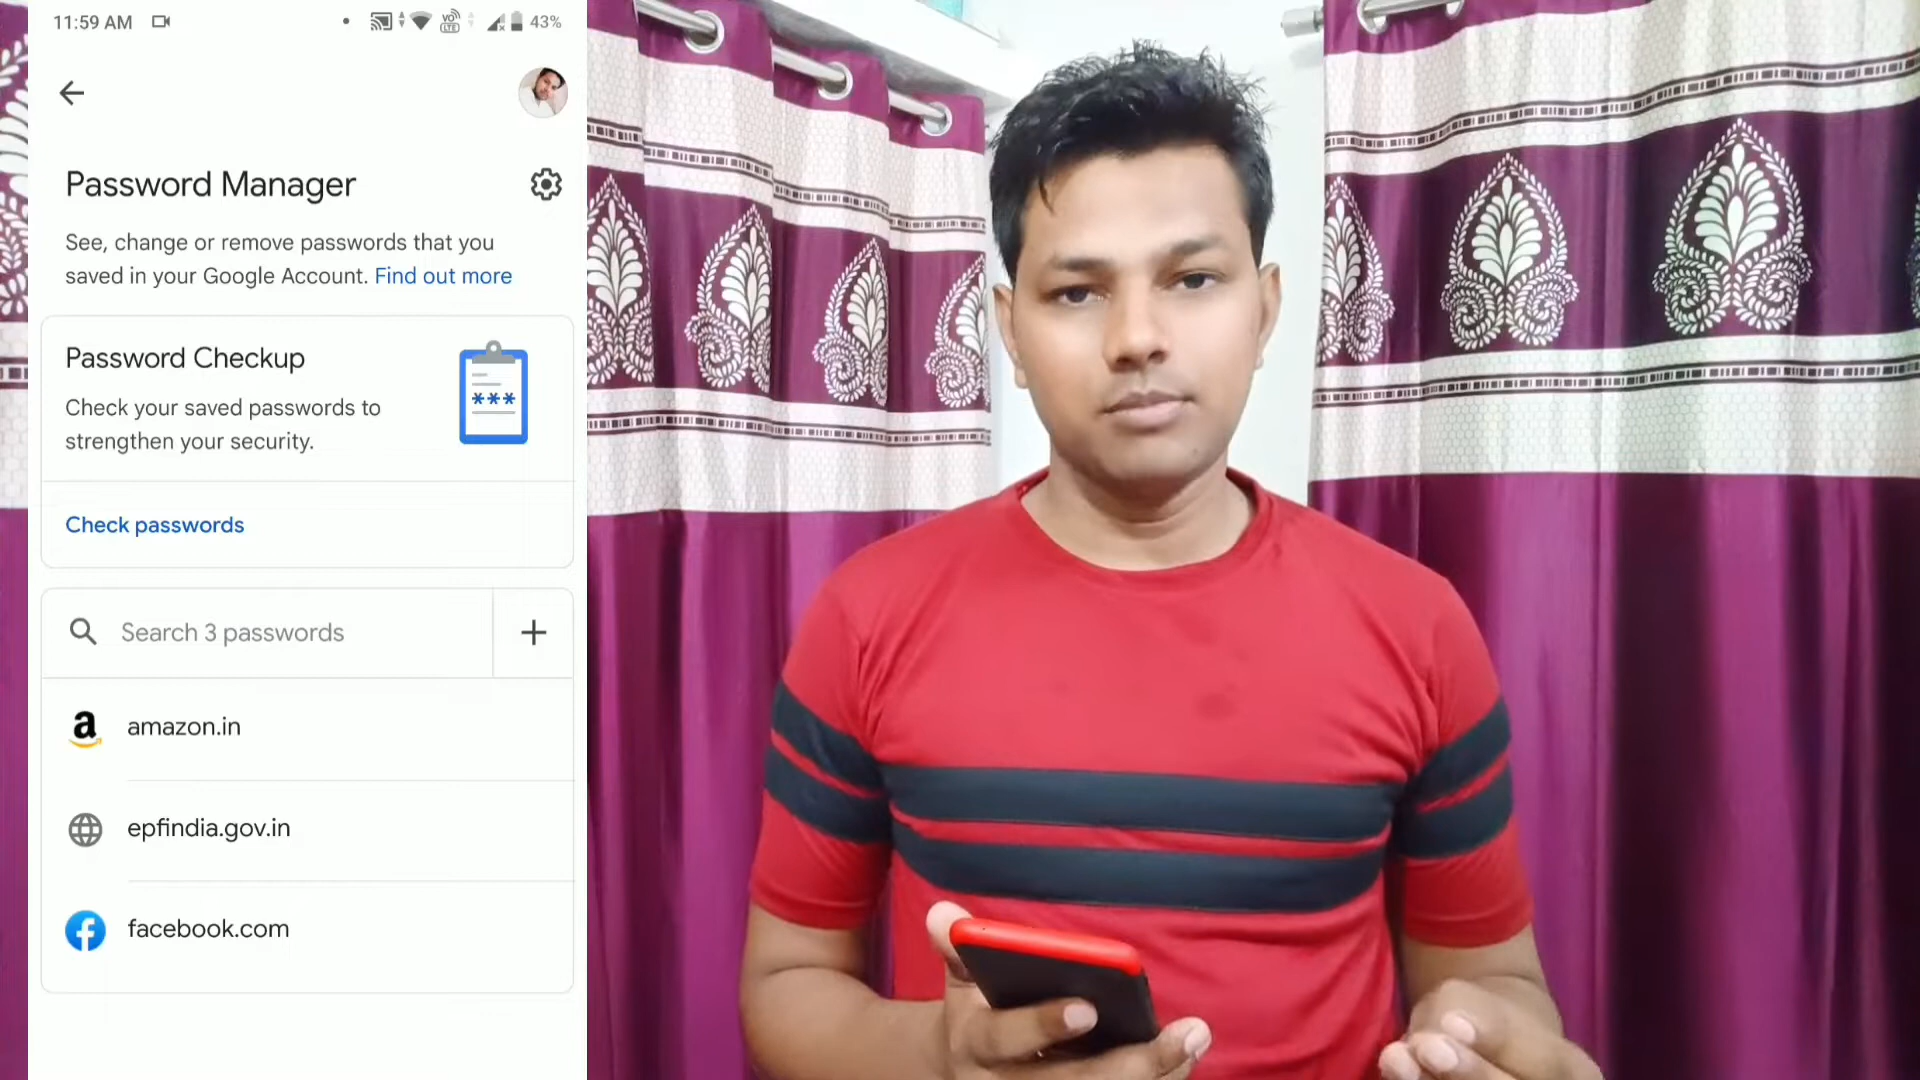 11:59 AM
VO LTE
43%
Password Manager
See, change or remove passwords that you
saved in your Google Account. Find out more
Password Checkup
Check your saved passwords to
strengthen your security.
***
Check passwords
Search 3 passwords
+
a
amazon.in
epfindia.gov.in
f
facebook.com